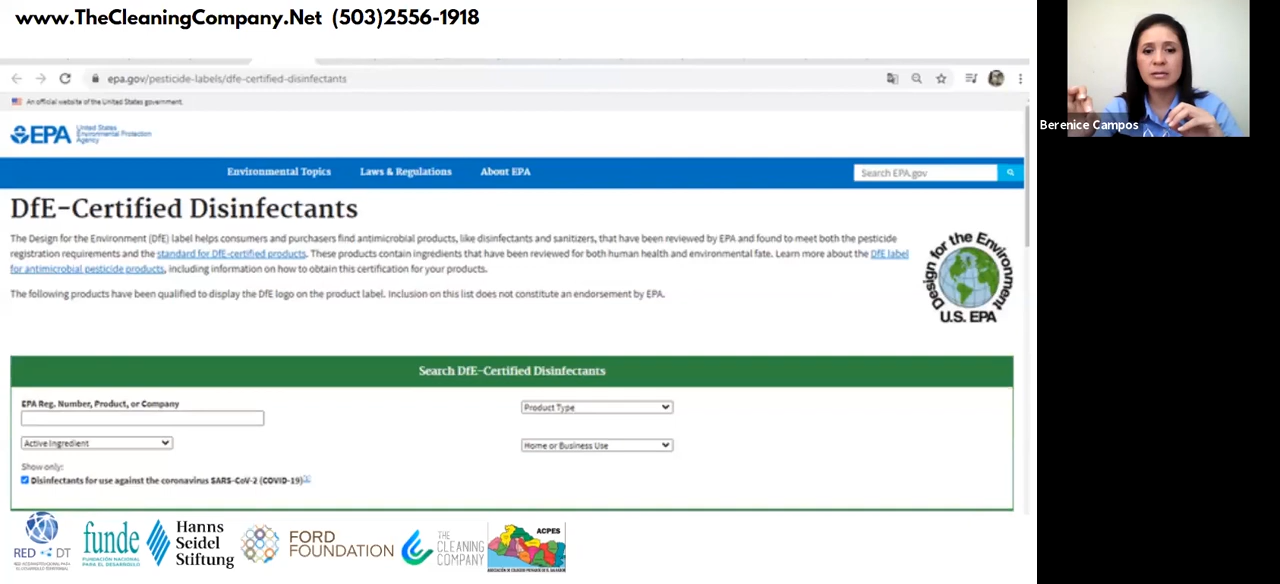 www.TheCleaningCompany.Net (503)2556-1918
epa.gov/pesticide-labels/dfe-certified-disinfectants
An official website of the United States government.
EPA United States Environmental Protection Agency
Environmental Topics Laws & Regulations About EPA Search EPA.gov
DfE-Certified Disinfectants
The Design for the Environment (DfE) label helps consumers and purchasers find antimicrobial products, like disinfectants and sanitizers, that have been reviewed by EPA and found to meet both the pesticide
registration requirements and the standard for DfE-certified products. These products contain ingredients that have been reviewed for both human health and environmental fate. Learn more about the DfE label
for antimicrobial pesticide products, including information on how to obtain this certification for your products.
The following products have been qualified to display the DfE logo on the product label. Inclusion on this list does not constitute an endorsement by EPA.
Design for the Environment
U.S. EPA
Search DfE-Certified Disinfectants
EPA Reg. Number, Product, or Company
Product Type
Active Ingredient
Home or Business Use
Show only:
Disinfectants for use against the coronavirus SARS-CoV-2 (COVID-19)
RED DT
funde
FUNDACIÓN NACIONAL
PARA EL DESARROLLO
Hanns
Seidel
Stiftung
FORD
FOUNDATION
THE
CLEANING
COMPANY
ACPES
ASOCIACIÓN DE COLEGIOS PRIVADOS DE EL SALVADOR
Berenice Campos